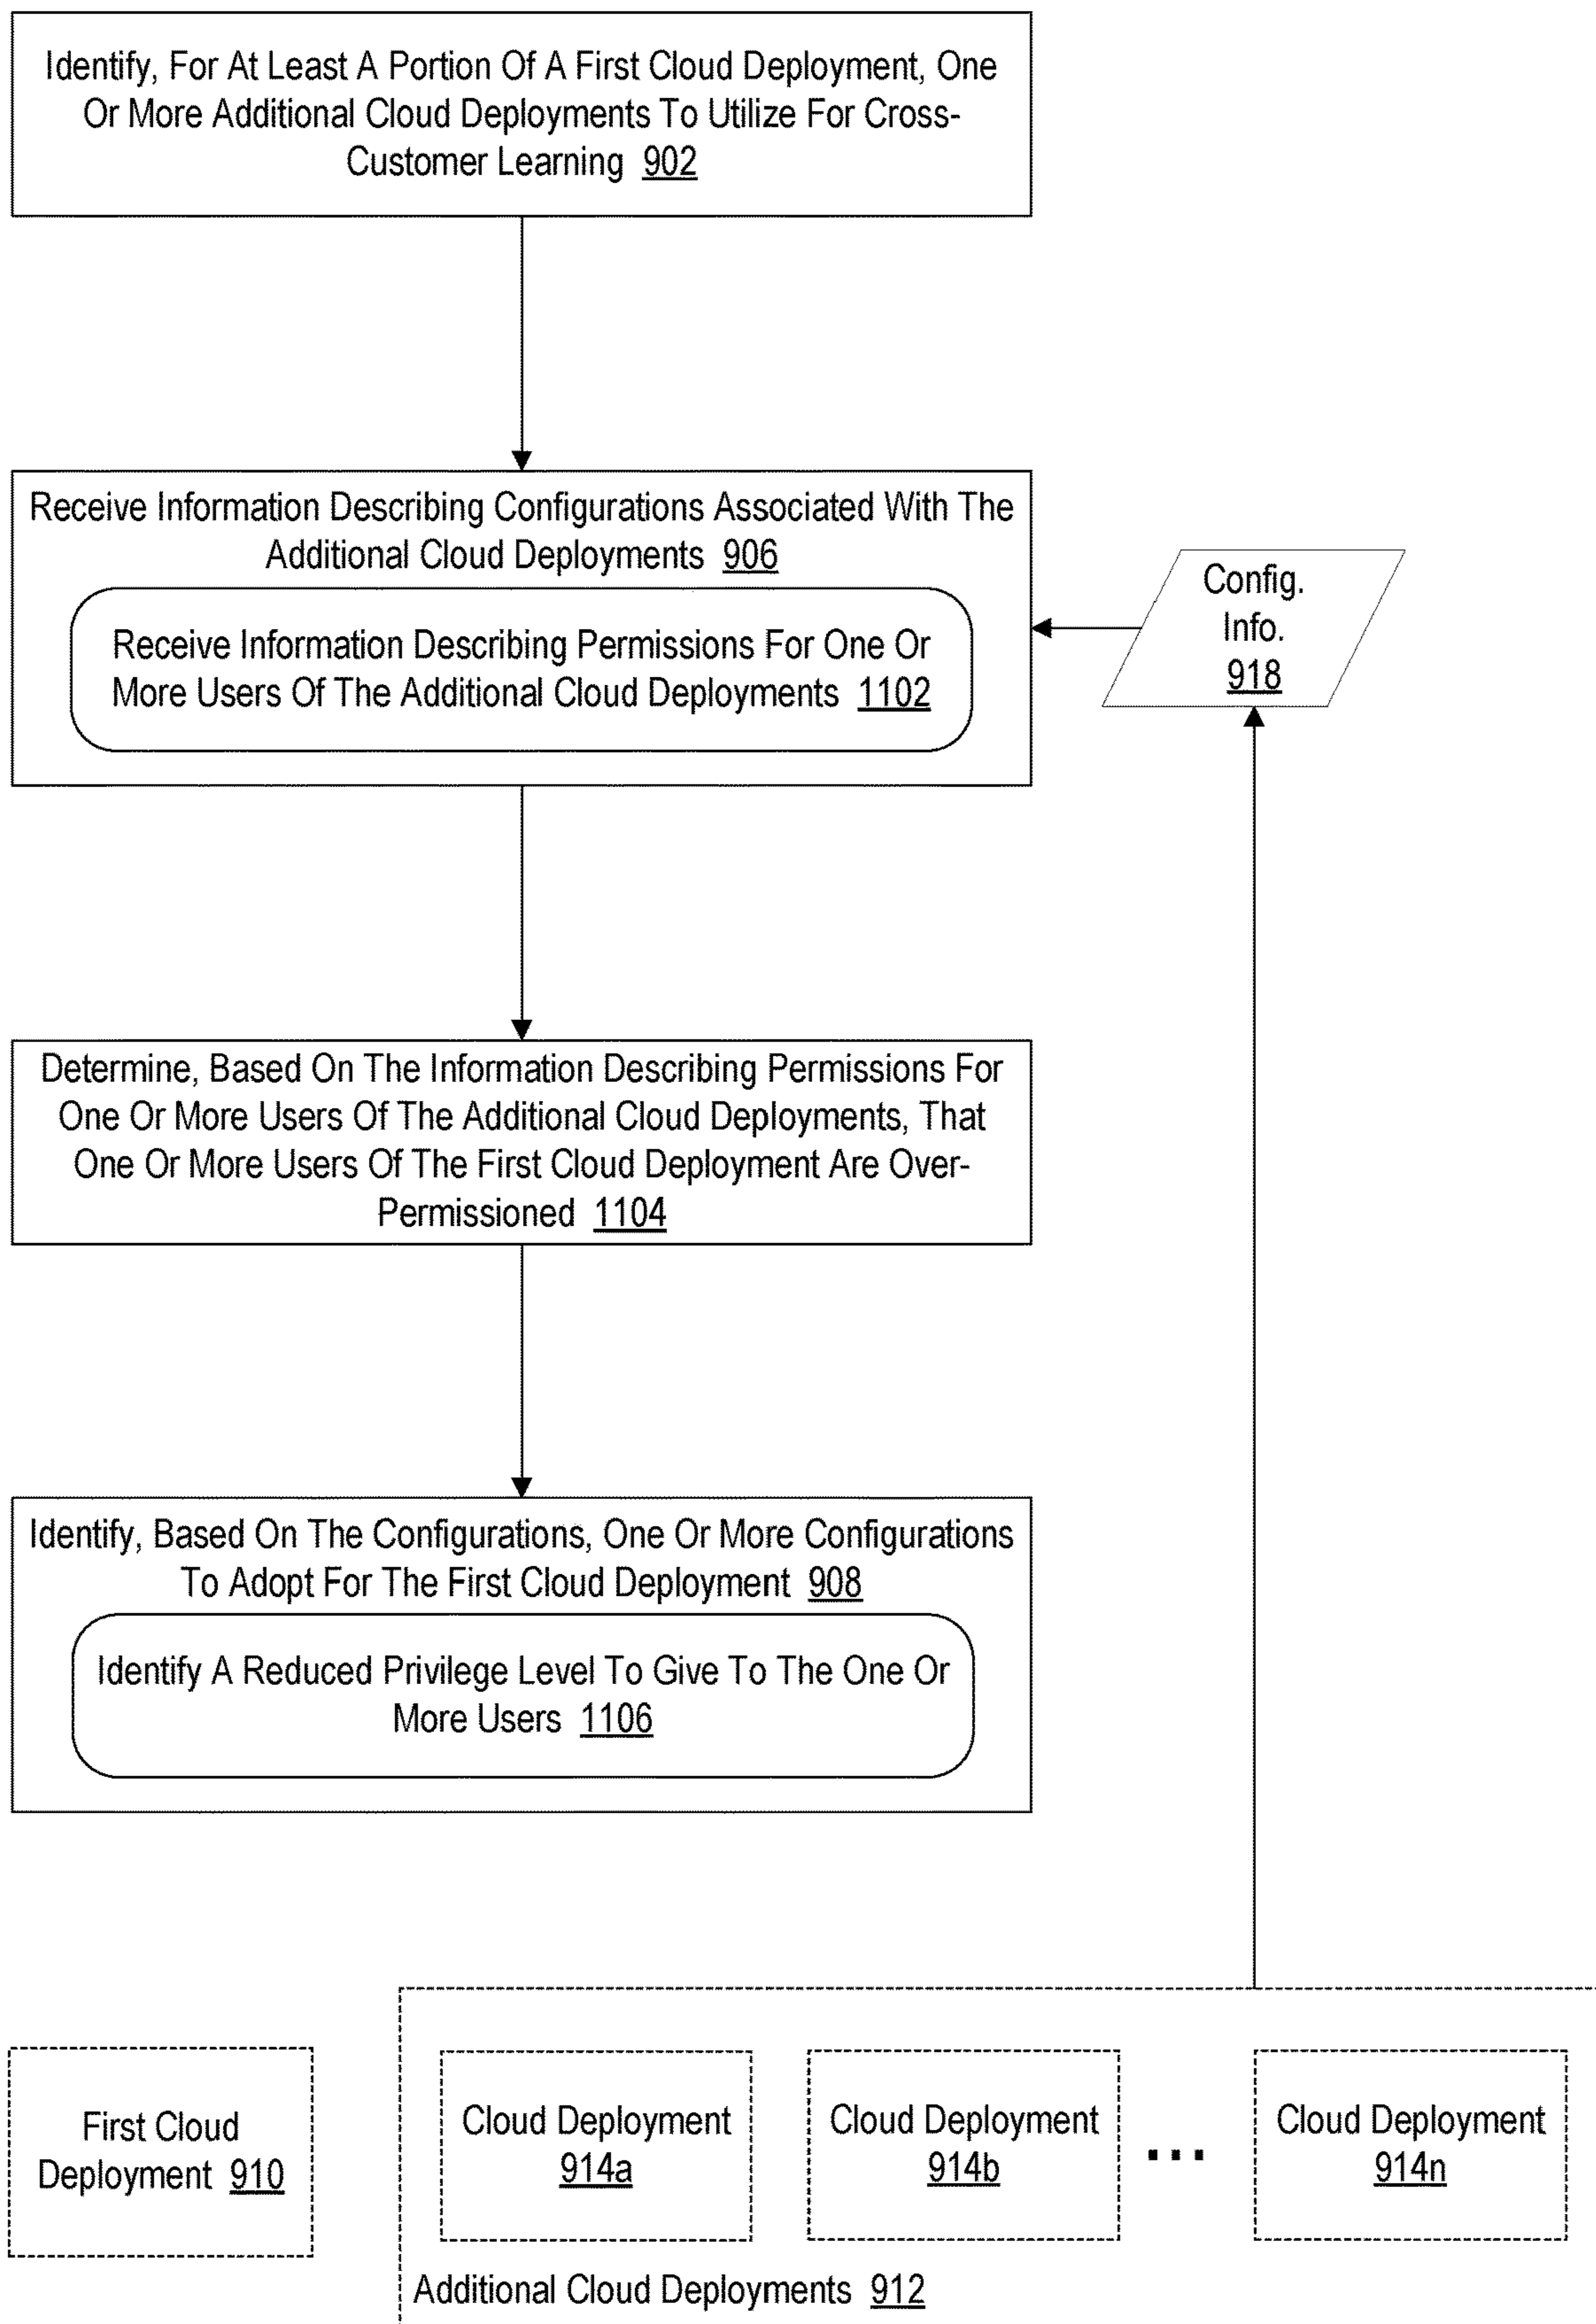 Identify, For At Least A Portion Of A First Cloud Deployment, One
Or More Additional Cloud Deployments To Utilize For Cross-
Customer Learning 902
Receive Information Describing Configurations Associated With The
Additional Cloud Deployments 906
Receive Information Describing Permissions For One Or
More Users Of The Additional Cloud Deployments 1102
Config.
Info.
918
Determine, Based On The Information Describing Permissions For
One Or More Users Of The Additional Cloud Deployments, That
One Or More Users Of The First Cloud Deployment Are Over-
Permissioned 1104
Identify, Based On The Configurations, One Or More Configurations
To Adopt For The First Cloud Deployment 908
Identify A Reduced Privilege Level To Give To The One Or
More Users 1106
First Cloud
Deployment 910
Cloud Deployment
914a
Cloud Deployment
914b
...
Cloud Deployment
914n
Additional Cloud Deployments 912